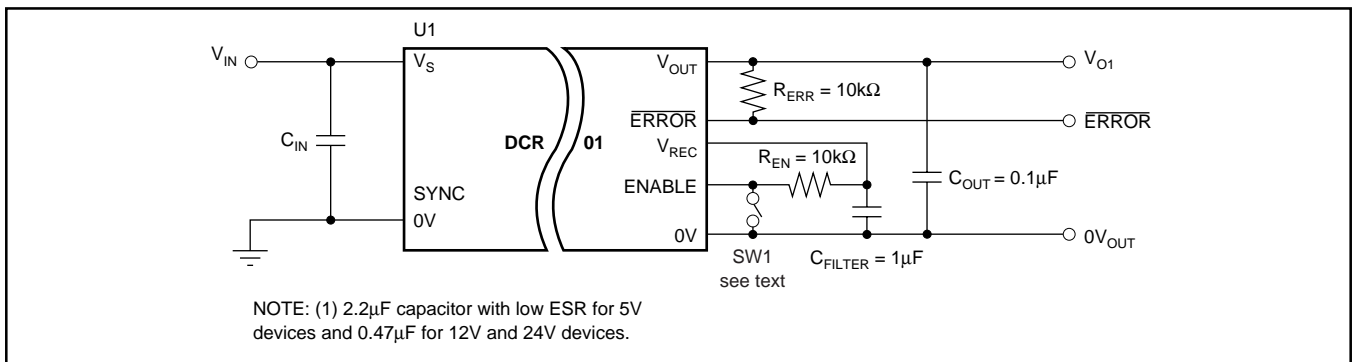 U1
V_IN
V_S
V_OUT
V_O1
R_ERR = 10kΩ
ERROR
ERROR
C_IN
DCR
01
V_REC
R_EN = 10kΩ
C_OUT = 0.1μF
SYNC
ENABLE
0V
0V
0V_OUT
SW1
see text
C_FILTER = 1μF
NOTE: (1) 2.2μF capacitor with low ESR for 5V
devices and 0.47μF for 12V and 24V devices.